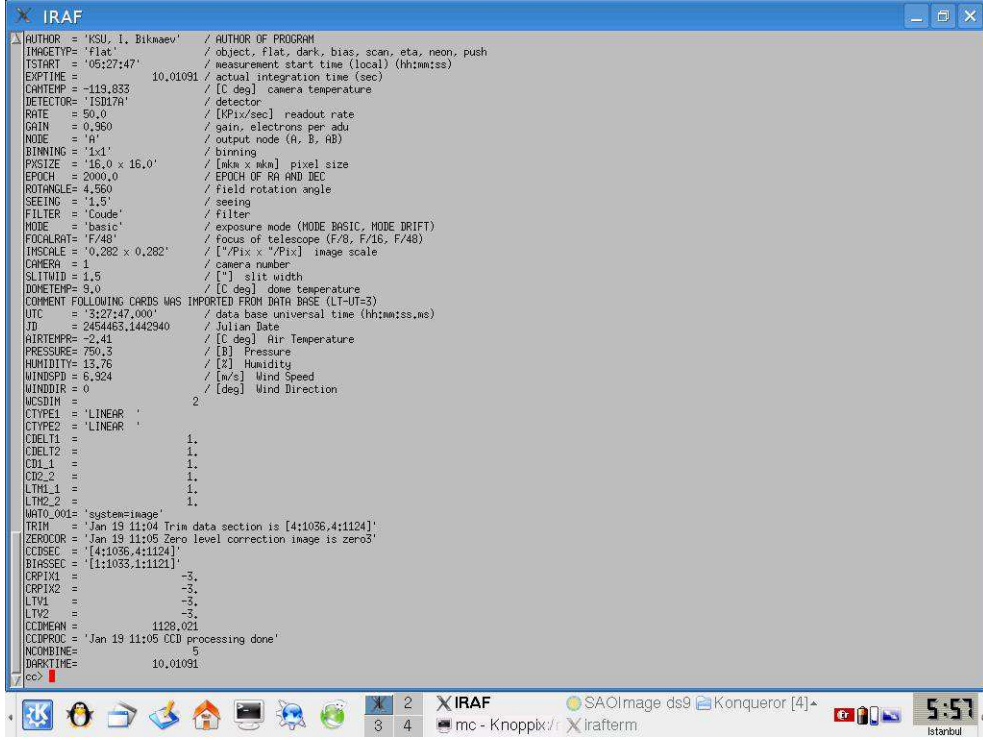 IRAF
AUTHOR = 'KSU, I. Bikmaev' / AUTHOR OF PROGRAM
IMAGETYP= 'flat' / object, flat, dark, bias, scan, eta, neon, push
TSTART = '05:27:47' / measurement start time (local) (hh:mm:ss)
EXPTIME = 10.01091 / actual integration time (sec)
CAMTEMP = -119.833 / [C deg] camera temperature
DETECTOR= 'ISD17A' / detector
RATE = 50.0 / [KPix/sec] readout rate
GAIN = 0.960 / gain, electrons per adu
NODE = 'A' / output node (A, B, AB)
BINNING = '1x1' / binning
PXSIZE = '16.0 x 16.0' / [mkm x mkm] pixel size
EPOCH = 2000.0 / EPOCH OF RA AND DEC
ROTANGLE= 4.560 / field rotation angle
SEEING = '1.5' / seeing
FILTER = 'Coude' / filter
MODE = 'basic' / exposure mode (MODE BASIC, MODE DRIFT)
FOCALRAT= 'F/48' / focus of telescope (F/8, F/16, F/48)
IMSCALE = '0.282 x 0.282' / ["/Pix x "/Pix] image scale
CAMERA = 1 / camera number
SLITWID = 1.5 / ["] slit width
DOMETEMP= 9.0 / [C deg] dome temperature
COMMENT FOLLOWING CARDS WAS IMPORTED FROM DATA BASE (LT-UT=3)
UTC = '3:27:47.000' / data base universal time (hh:mm:ss.ms)
JD = 2454463.1442940 / Julian Date
AIRTEMPR= -2.41 / [C deg] Air Temperature
PRESSURE= 750.3 / [B] Pressure
HUMIDITY= 13.76 / [%] Humidity
WINDSPD = 6.924 / [m/s] Wind Speed
WINDDIR = 0 / [deg] Wind Direction
WCSDIM = 2
CTYPE1 = 'LINEAR '
CTYPE2 = 'LINEAR '
CDELT1 = 1.
CDELT2 = 1.
CD1_1 = 1.
CD2_2 = 1.
LTM1_1 = 1.
LTM2_2 = 1.
WAT0_001= 'system=image'
TRIM = 'Jan 19 11:04 Trim data section is [4:1036,4:1124]'
ZEROCOR = 'Jan 19 11:05 Zero level correction image is zero3'
CCDSEC = '[4:1036,4:1124]'
BIASSEC = '[1:1033,1:1121]'
CRPIX1 = -3.
CRPIX2 = -3.
LTV1 = -3.
LTV2 = -3.
CCDMEAN = 1128.021
CCDPROC = 'Jan 19 11:05 CCD processing done'
NCOMBINE= 5
DARKTIME= 10.01091
cc>
1 2 IRAF SAOImage ds9 Konqueror [4]
3 4 mc - Knoppix:/ irafterm
5:57
Istanbul